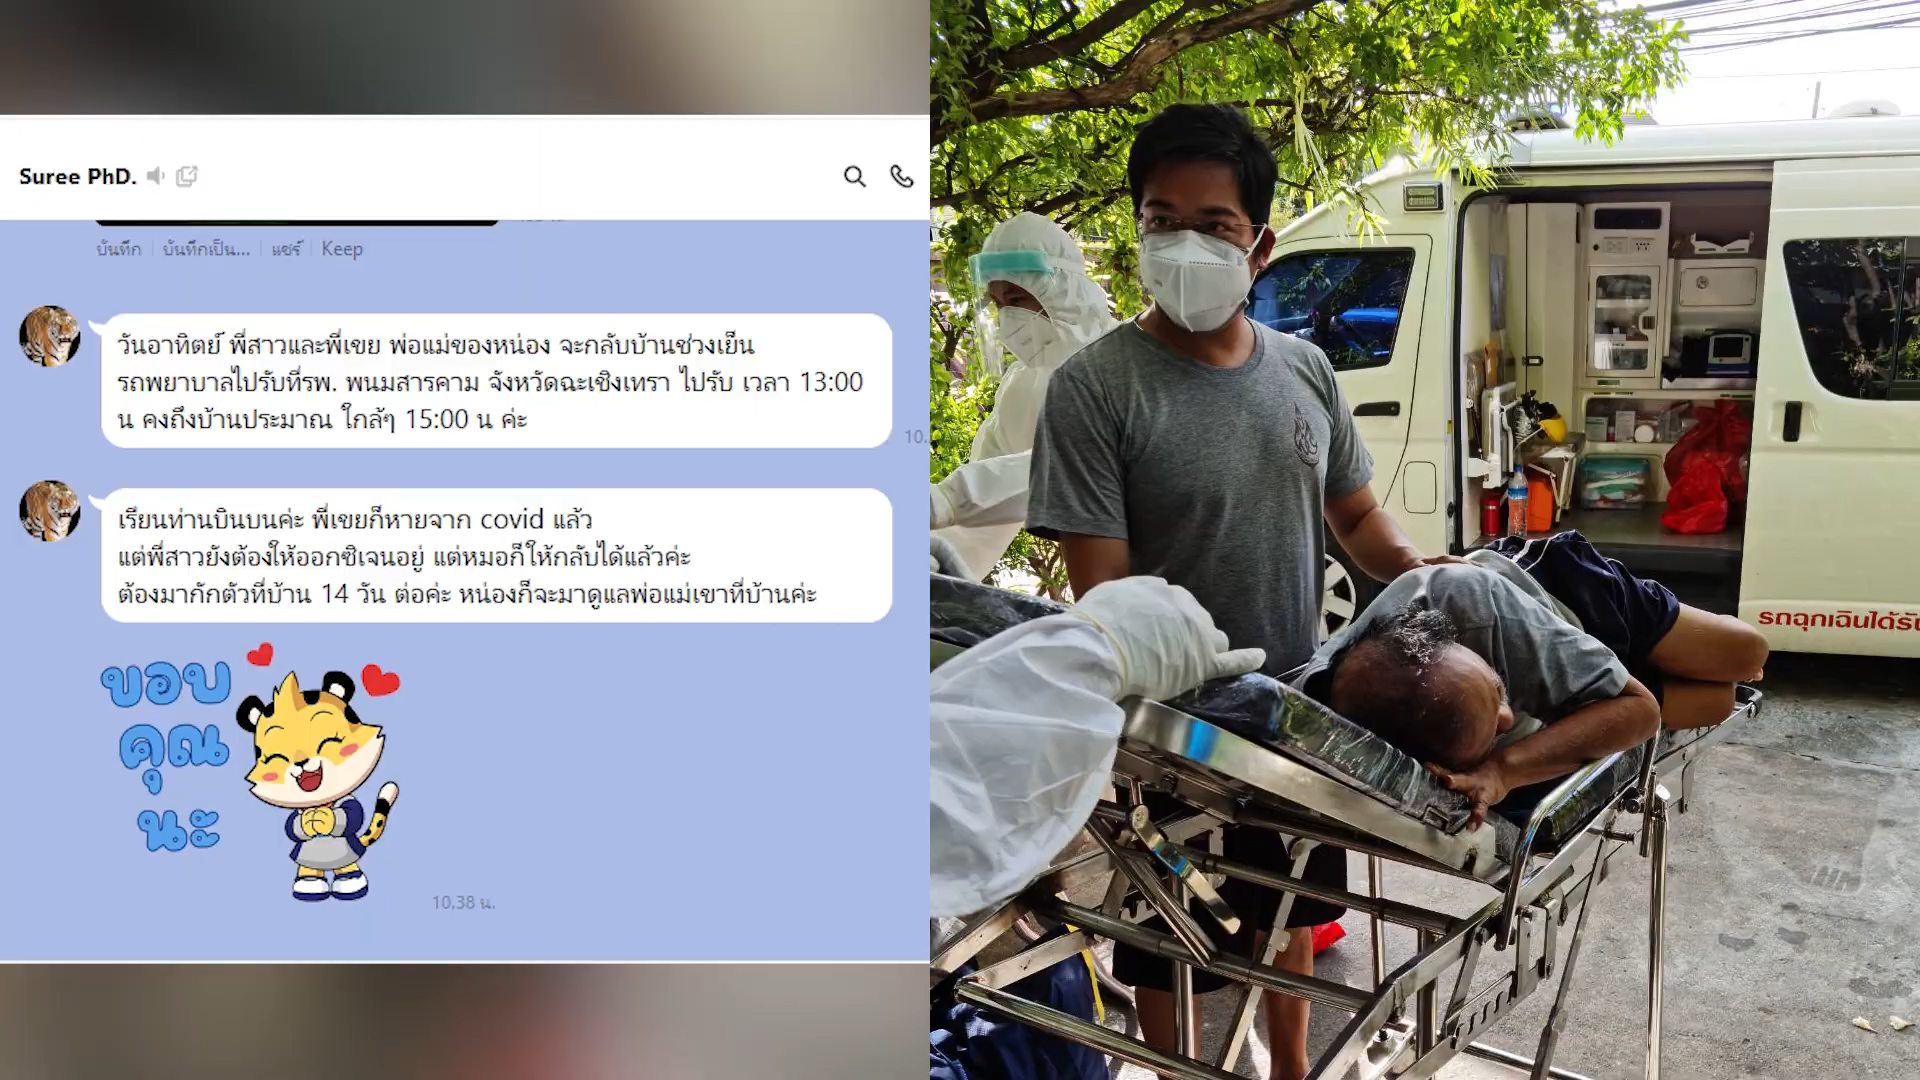 Suree PhD.
บันทึก | บันทึกเป็น... | แชร์ | Keep
วันอาทิตย์ พี่สาวและพี่เขย พ่อแม่ของหน่อง จะกลับบ้านช่วงเย็น
รถพยาบาลไปรับที่รพ. พนมสารคาม จังหวัดฉะเชิงเทรา ไปรับ เวลา 13:00
น คงถึงบ้านประมาณ ใกล้ๆ 15:00 น ค่ะ
10.
เรียนท่านบินบนค่ะ พี่เขยก็หายจาก covid แล้ว
แต่พี่สาวยังต้องให้ออกซิเจนอยู่ แต่หมอก็ให้กลับได้แล้วค่ะ
ต้องมากักตัวที่บ้าน 14 วัน ต่อค่ะ หน่องก็จะมาดูแลพ่อแม่เขาที่บ้านค่ะ
ขอบ
คุณ
นะ
10.38 น.
รถฉุกเฉินได้รับ